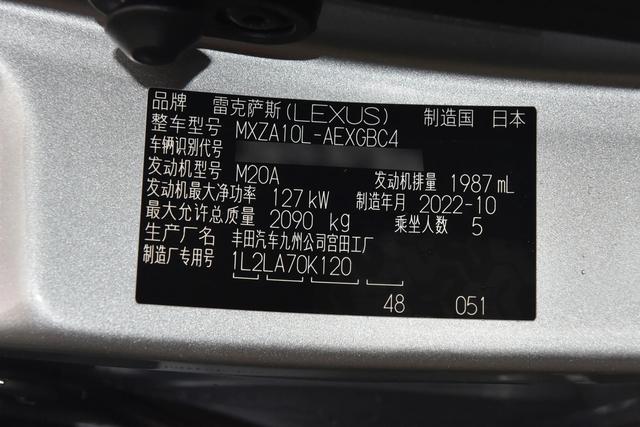 品牌 雷克萨斯(LEXUS) 制造国 日本
整车型号 MXZA10L-AEXGBC4
车辆识别代号
发动机型号 M20A 发动机排量 1987 mL
发动机最大净功率 127 kW 制造年月 2022-10
最大允许总质量 2090 kg 乘坐人数 5
生产厂名 丰田汽车九州公司宫田工厂
制造厂专用号 1L2LA70K120
48 051